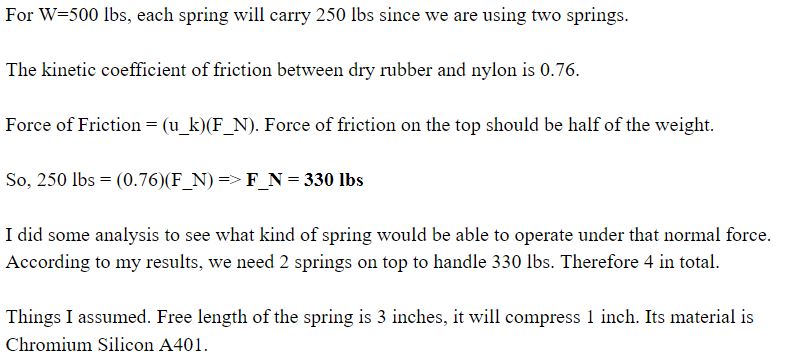 For W=500 lbs, each spring will carry 250 lbs since we are using two springs.
The kinetic coefficient of friction between dry rubber and nylon is 0.76.
Force of Friction = (u_k)(F_N). Force of friction on the top should be half of the weight.
So, 250 lbs = (0.76)(F_N) => F_N = 330 lbs
I did some analysis to see what kind of spring would be able to operate under that normal force.
According to my results, we need 2 springs on top to handle 330 lbs. Therefore 4 in total.
Things I assumed. Free length of the spring is 3 inches, it will compress 1 inch. Its material is
Chromium Silicon A401.